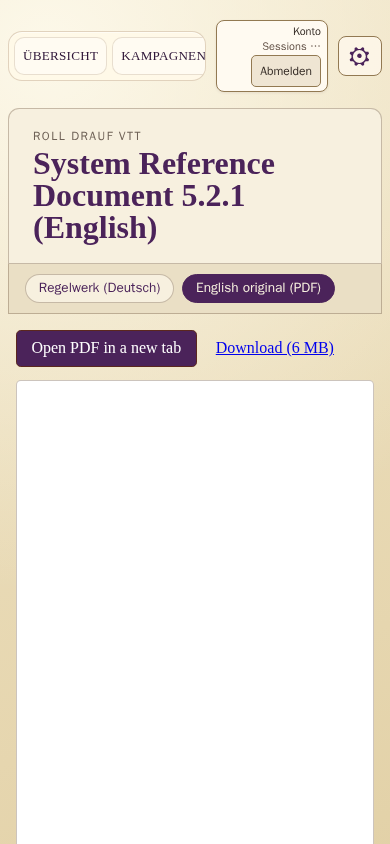 ÜBERSICHT
KAMPAGNEN
Konto
Sessions ···
Abmelden
ROLL DRAUF VTT
System Reference
Document 5.2.1
(English)
Regelwerk (Deutsch)
English original (PDF)
Open PDF in a new tab
Download (6 MB)